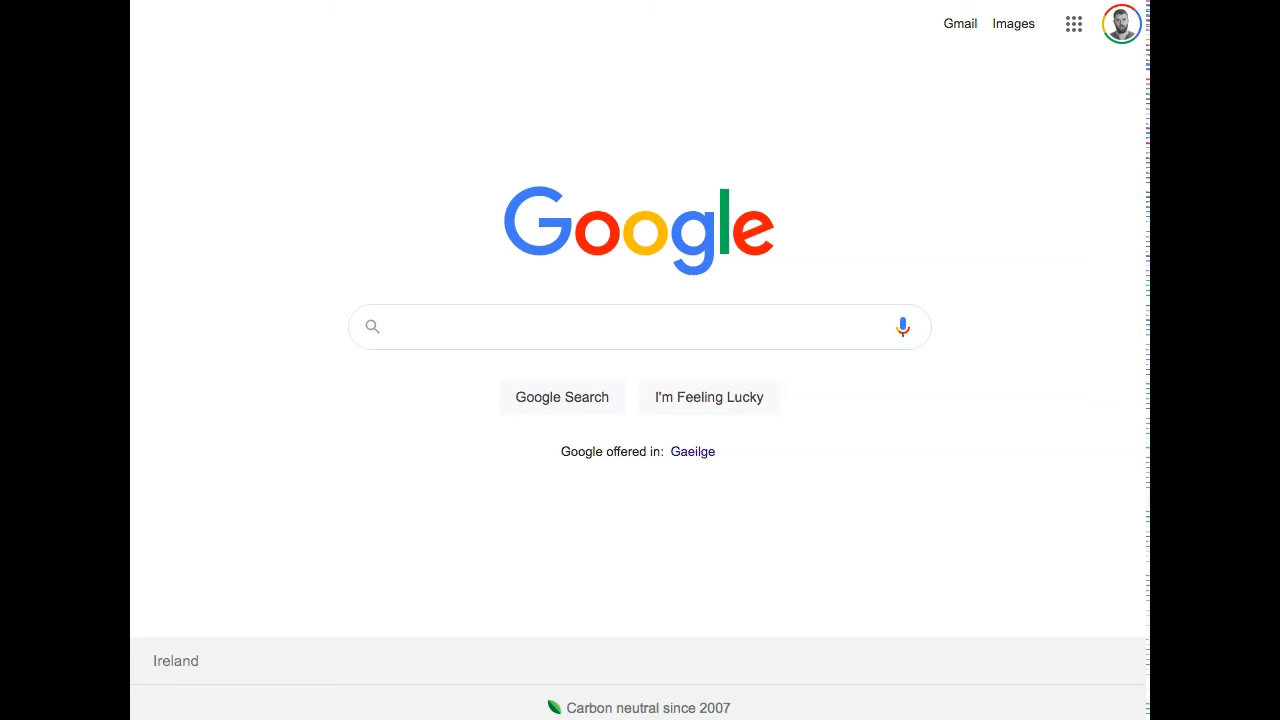 Gmail Images
Google
Google Search I'm Feeling Lucky
Google offered in: Gaeilge
Ireland
Carbon neutral since 2007